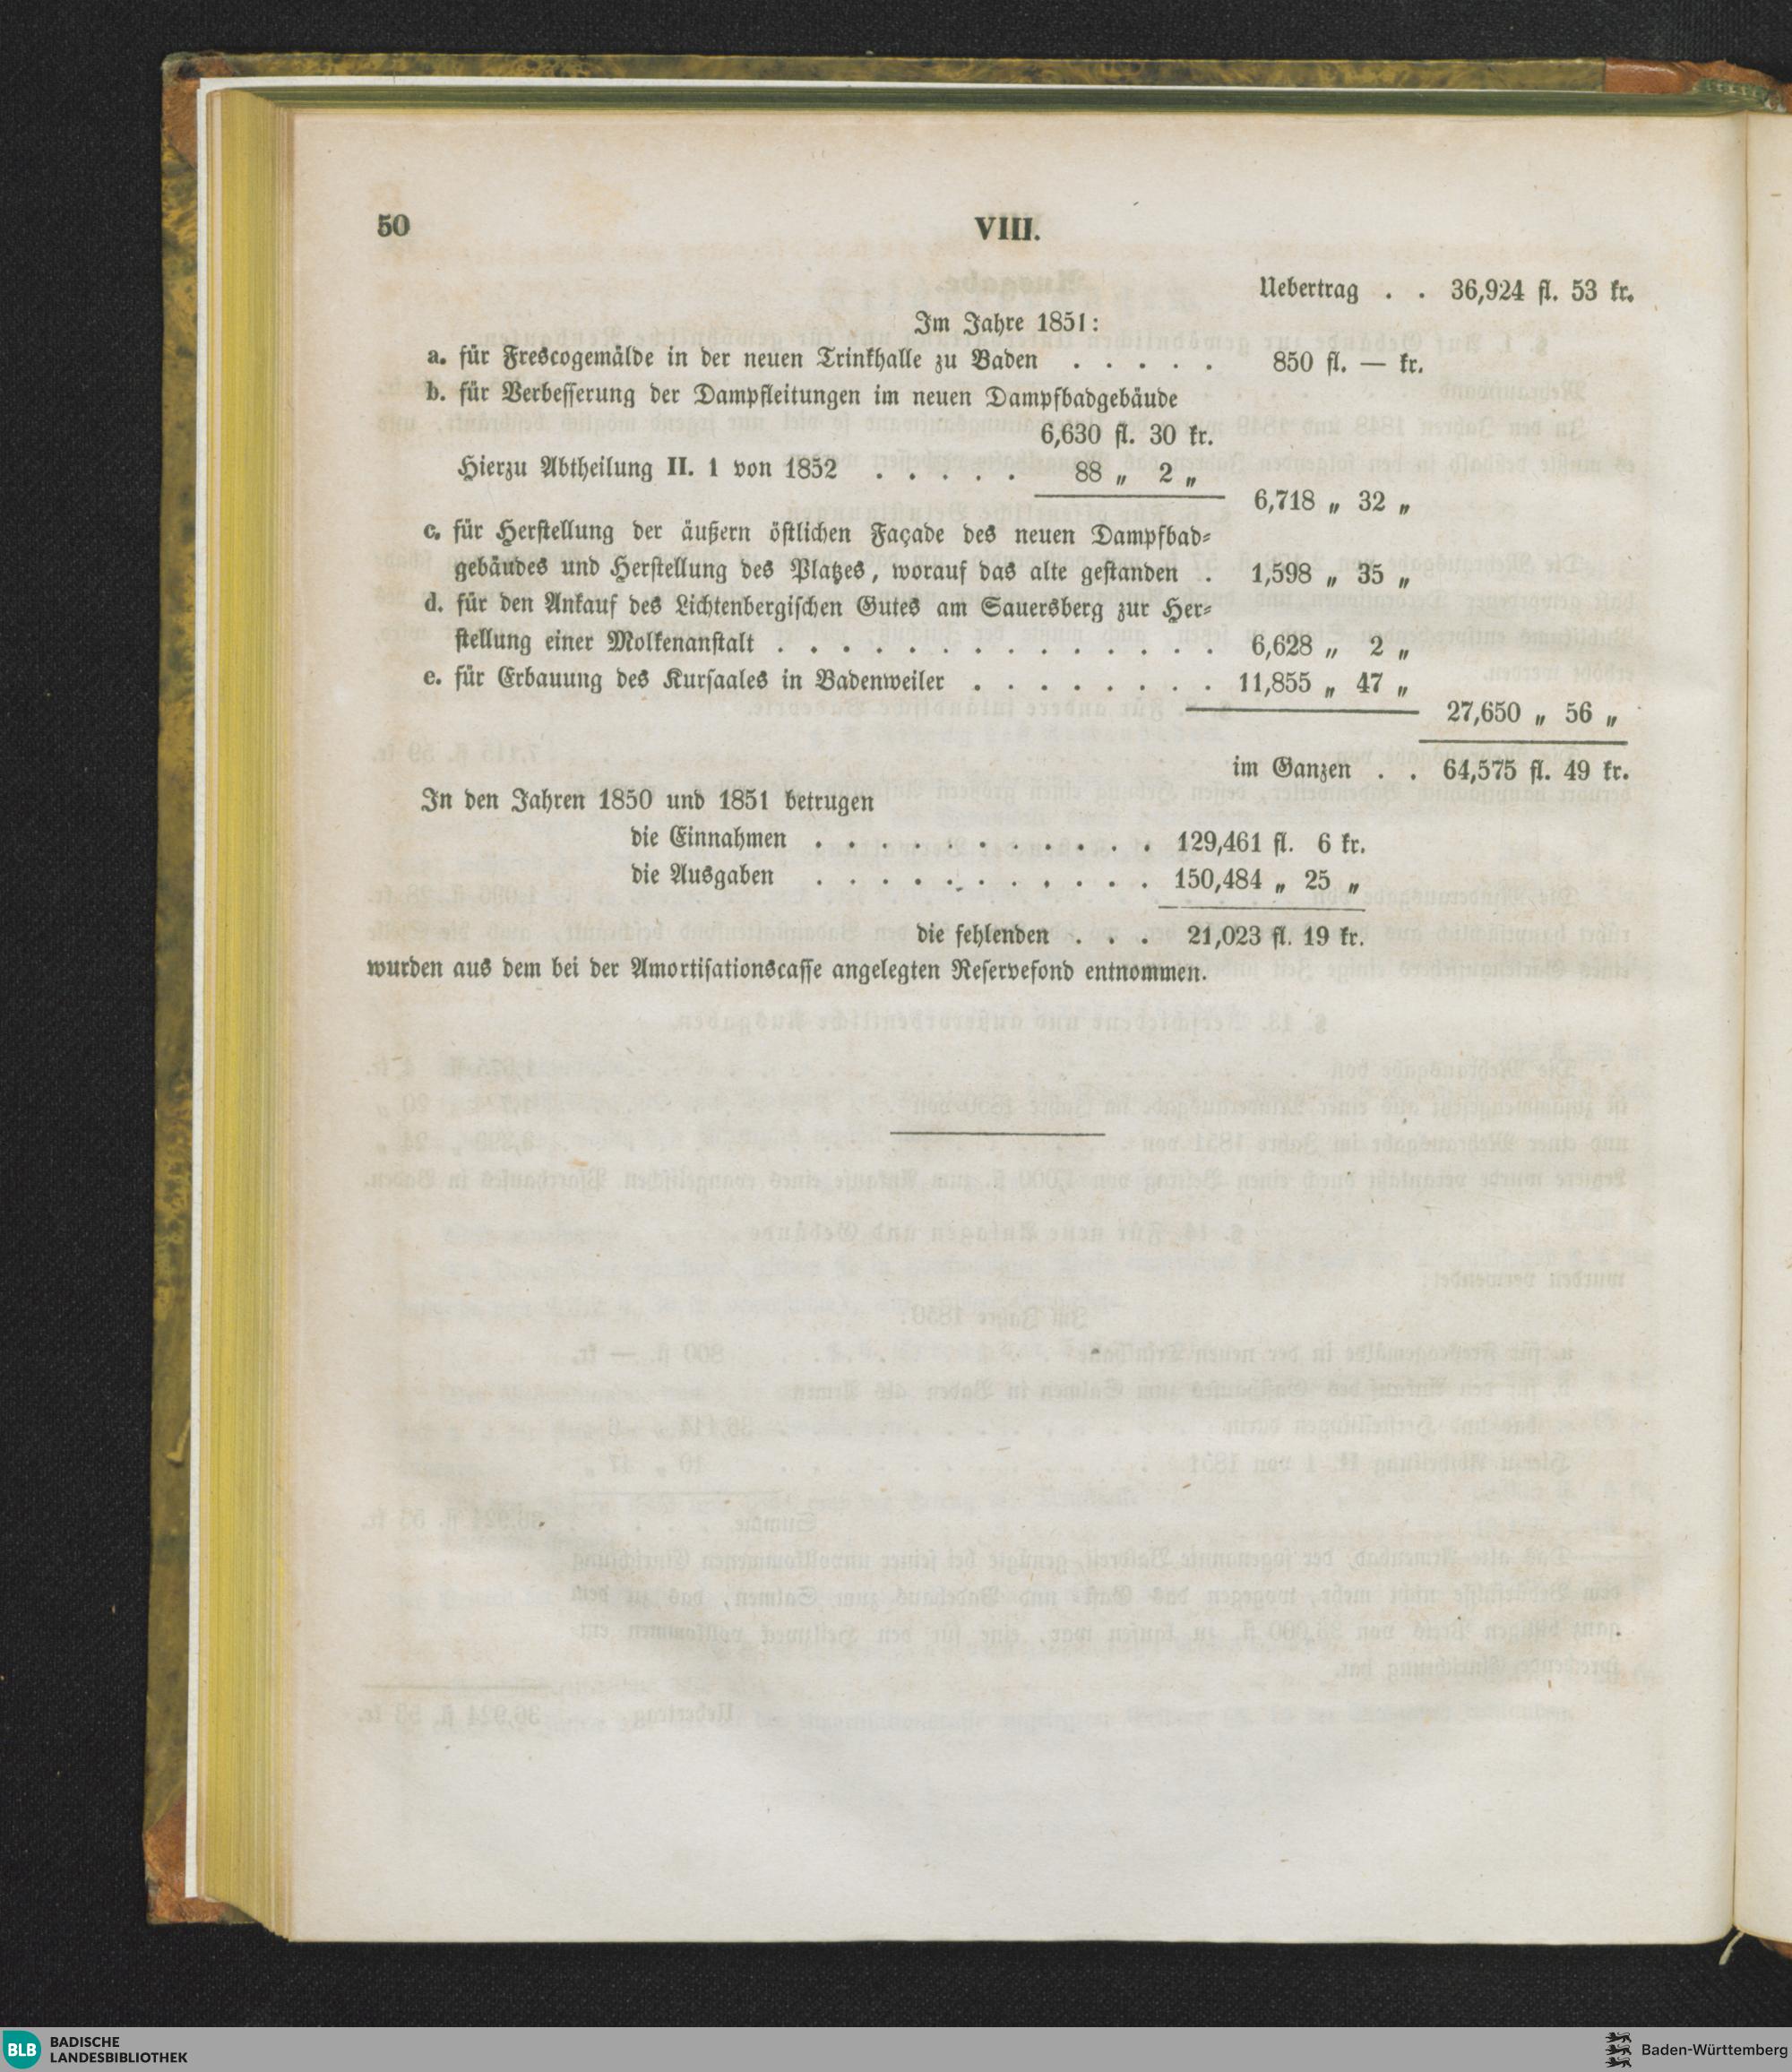 50
VIII.
Uebertrag . . 36,924 fl. 53 kr.
Im Jahre 1851:
a. für Frescogemälde in der neuen Trinkhalle zu Baden . . . . . 850 fl. — kr.
b. für Verbesserung der Dampfleitungen im neuen Dampfbadgebäude
6,630 fl. 30 kr.
Hierzu Abtheilung II. 1 von 1852 . . . . . 88 „ 2 „
6,718 „ 32 „
c. für Herstellung der äußern östlichen Façade des neuen Dampfbad-
gebäudes und Herstellung des Platzes, worauf das alte gestanden . 1,598 „ 35 „
d. für den Ankauf des Lichtenbergischen Gutes am Sauersberg zur Her-
stellung einer Molkenanstalt . . . . . . . . . . . . . . 6,628 „ 2 „
e. für Erbauung des Kursaales in Badenweiler . . . . . . . . 11,855 „ 47 „
27,650 „ 56 „
im Ganzen . . 64,575 fl. 49 kr.
In den Jahren 1850 und 1851 betrugen
die Einnahmen . . . . . . . . . . . 129,461 fl. 6 kr.
die Ausgaben . . . . . . . . . . . 150,484 „ 25 „
die fehlenden . . . 21,023 fl. 19 kr.
wurden aus dem bei der Amortisationscasse angelegten Reservefond entnommen.
BLB BADISCHE
LANDESBIBLIOTHEK
Baden-Württemberg